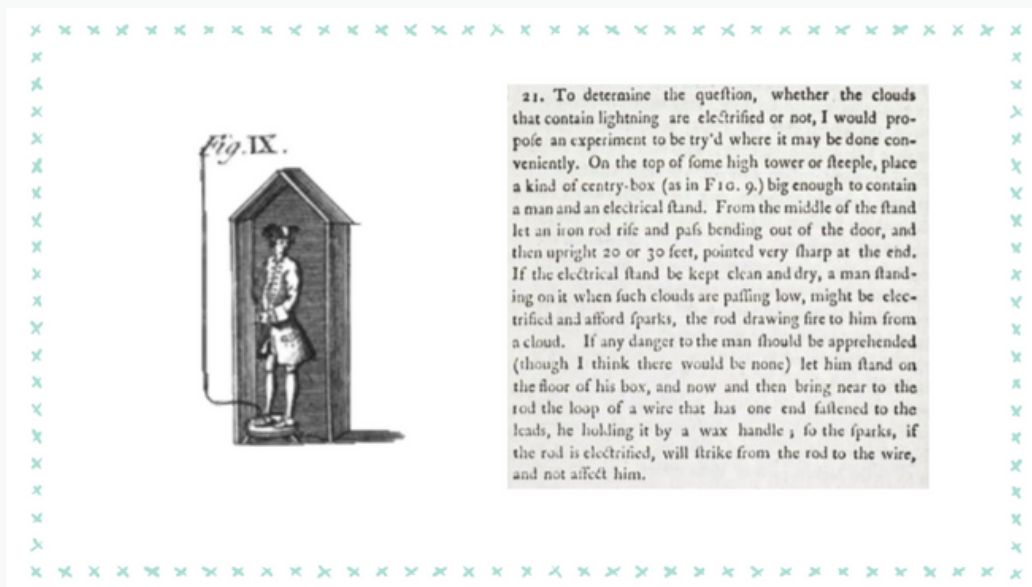 Fig. IX.
21. To determine the queſtion, whether the clouds
that contain lightning are electrified or not, I would pro-
poſe an experiment to be try'd where it may be done con-
veniently. On the top of ſome high tower or ſteeple, place
a kind of centry-box (as in FIG. 9.) big enough to contain
a man and an electrical ſtand. From the middle of the ſtand
let an iron rod riſe and paſs bending out of the door, and
then upright 20 or 30 feet, pointed very ſharp at the end.
If the electrical ſtand be kept clean and dry, a man ſtand-
ing on it when ſuch clouds are paſſing low, might be elec-
trified and afford ſparks, the rod drawing fire to him from
a cloud. If any danger to the man ſhould be apprehended
(though I think there would be none) let him ſtand on
the floor of his box, and now and then bring near to the
rod the loop of a wire that has one end faſtened to the
leads, he holding it by a wax handle; ſo the ſparks, if
the rod is electrified, will ſtrike from the rod to the wire,
and not affect him.